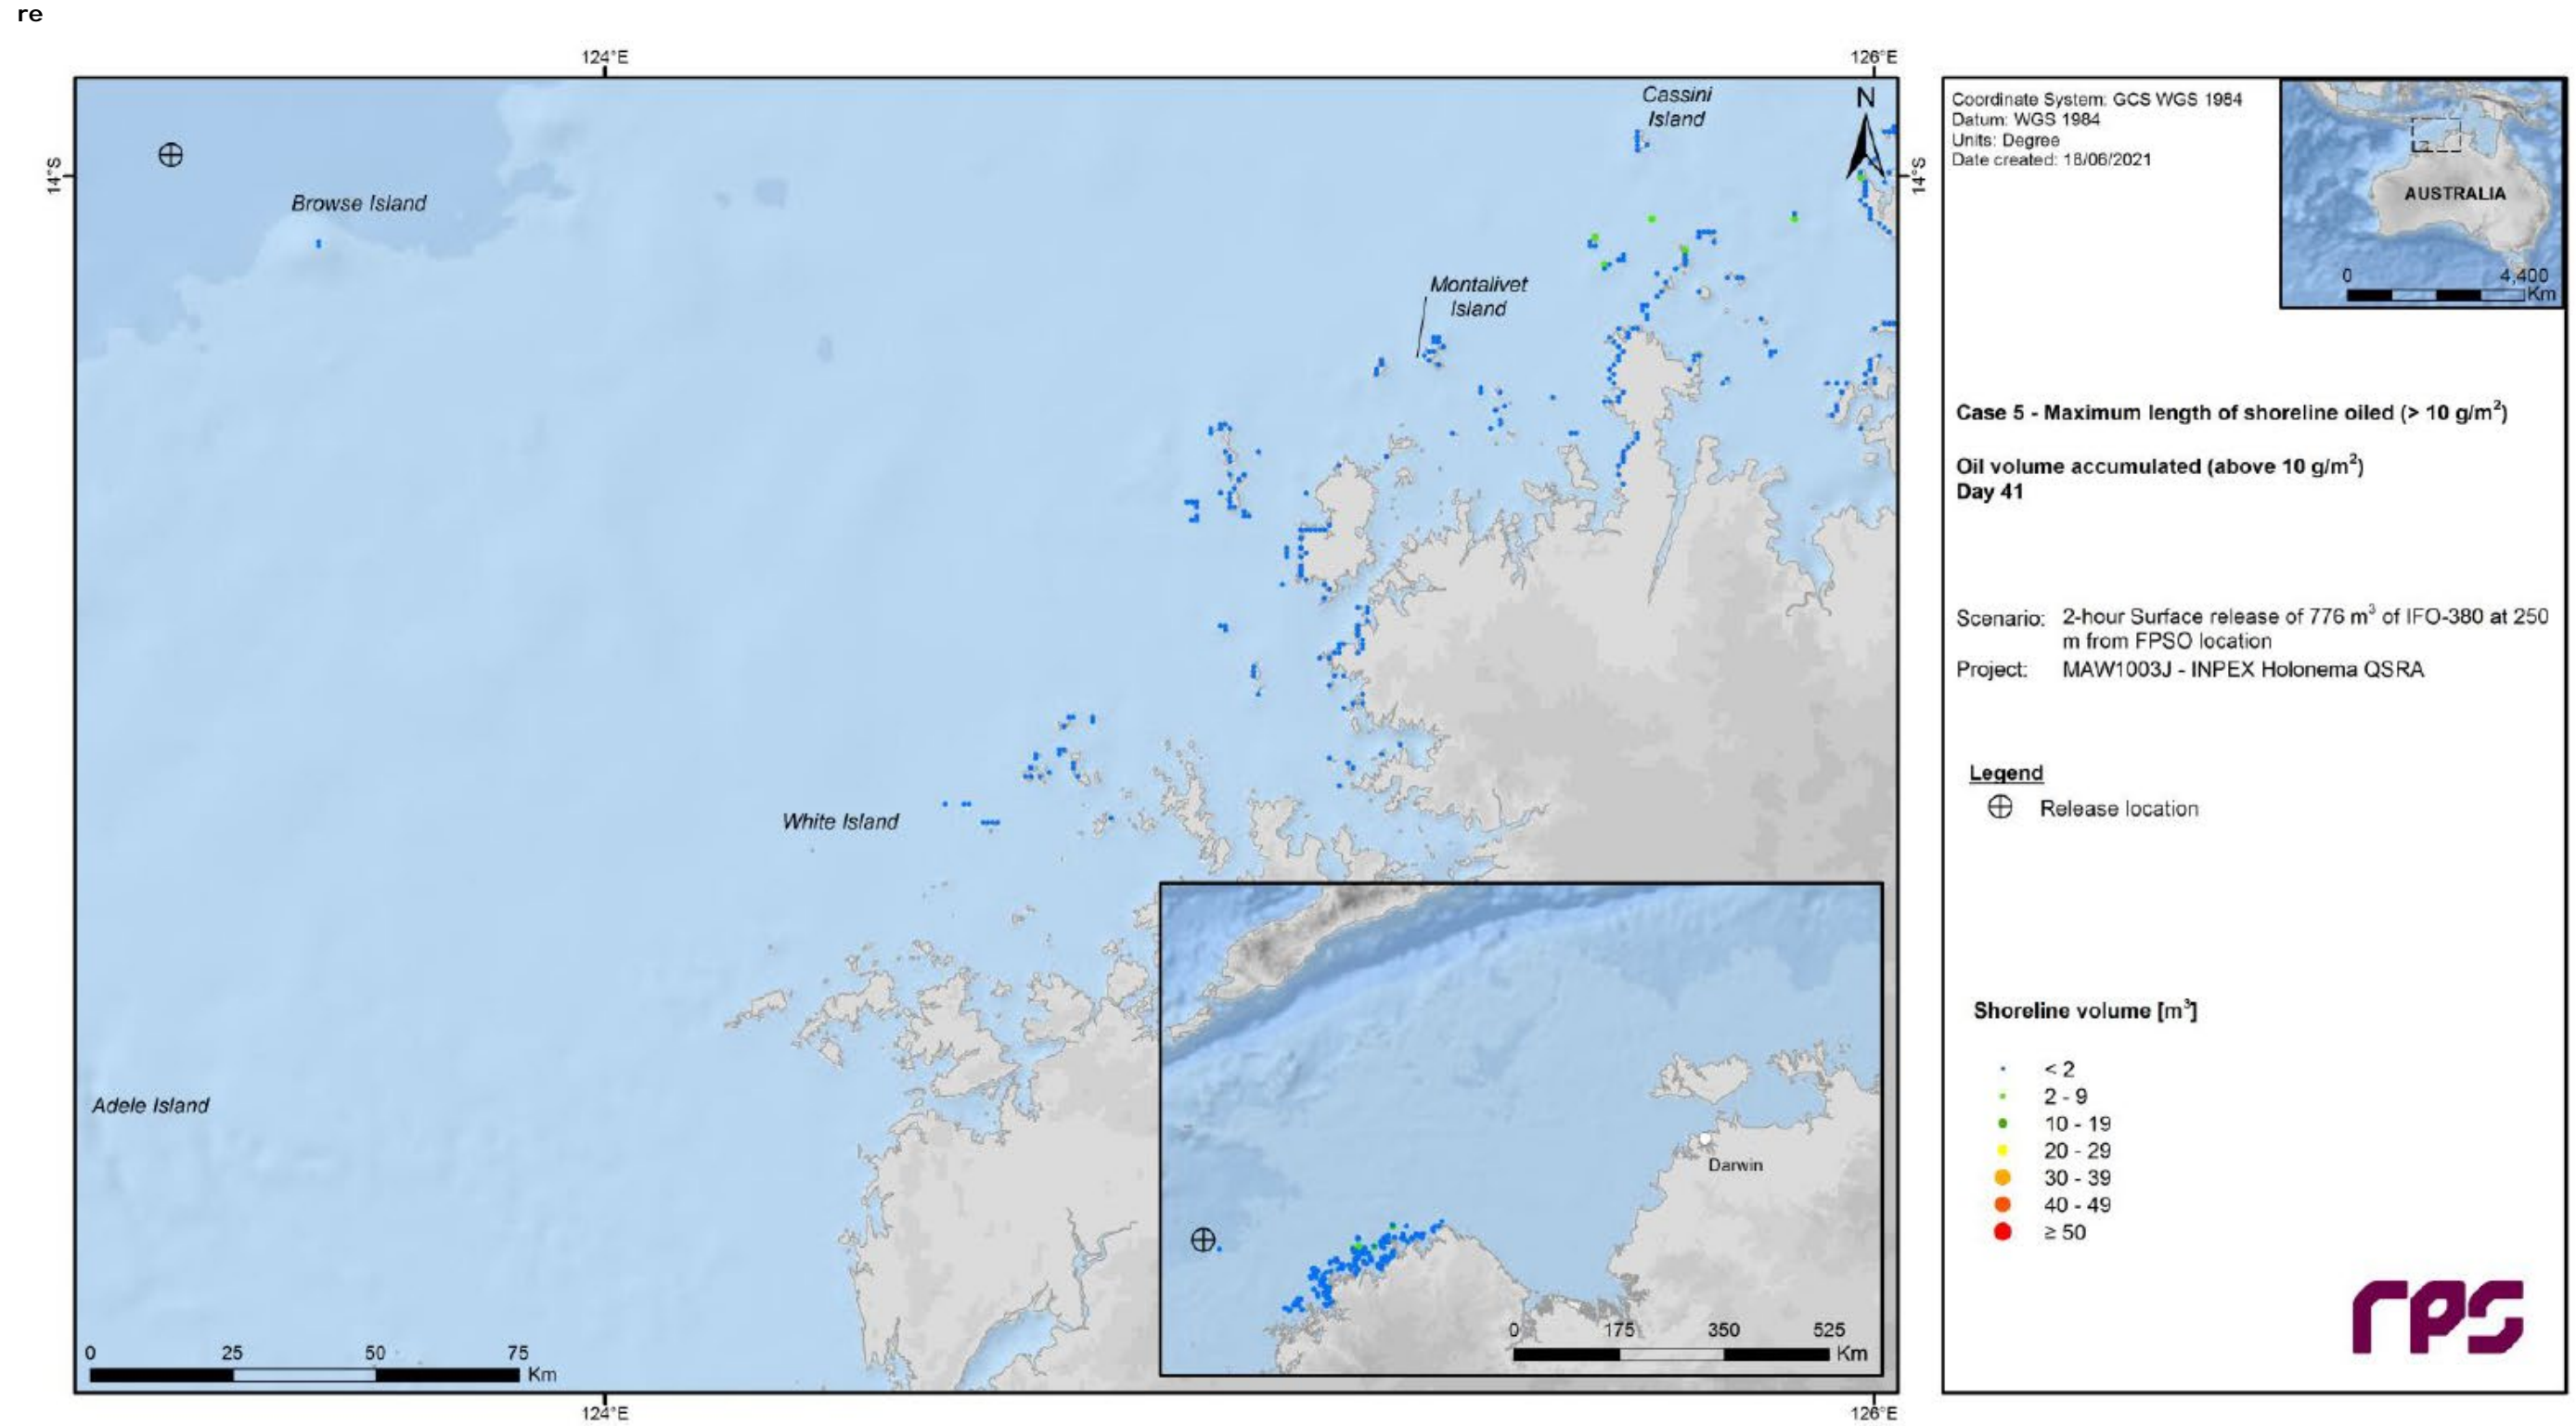 re
124°E
126°E
14°S
14°S
Cassini
Island
N
Browse Island
Montalivet
Island
White Island
Adele Island
0 25 50 75
Km
124°E
126°E
Darwin
0 175 350 525
Km
Coordinate System: GCS WGS 1984
Datum: WGS 1984
Units: Degree
Date created: 18/06/2021
AUSTRALIA
0 4,400
Km
Case 5 - Maximum length of shoreline oiled (> 10 g/m²)
Oil volume accumulated (above 10 g/m²)
Day 41
Scenario: 2-hour Surface release of 776 m³ of IFO-380 at 250
m from FPSO location
Project: MAW1003J - INPEX Holonema QSRA
Legend
Release location
Shoreline volume [m³]
< 2
2 - 9
10 - 19
20 - 29
30 - 39
40 - 49
≥ 50
rps